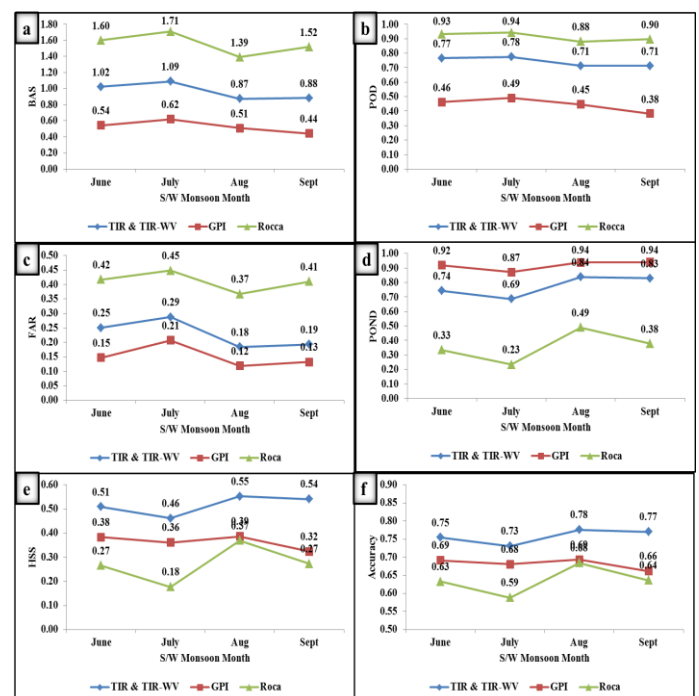 a
BAS
1.80
1.60
1.40
1.20
1.00
0.80
0.60
0.40
0.20
0.00
1.60 1.71 1.39 1.52
1.02 1.09 0.87 0.88
0.54 0.62 0.51 0.44
June July Aug Sept
S/W Monsoon Month
TIR & TIR-WV GPI Rocca
b
POD
1.00
0.90
0.80
0.70
0.60
0.50
0.40
0.30
0.20
0.10
0.00
0.93 0.94 0.88 0.90
0.77 0.78 0.71 0.71
0.46 0.49 0.45 0.38
June July Aug Sept
S/W Monsoon Month
TIR & TIR-WV GPI Rocca
c
FAR
0.50
0.45
0.40
0.35
0.30
0.25
0.20
0.15
0.10
0.05
0.00
0.42 0.45 0.37 0.41
0.25 0.29 0.18 0.19
0.15 0.21 0.12 0.13
June July Aug Sept
S/W Monsoon Month
TIR & TIR-WV GPI Roca
d
POND
1.00
0.90
0.80
0.70
0.60
0.50
0.40
0.30
0.20
0.10
0.00
0.92 0.87 0.94 0.94
0.74 0.69 0.84 0.83
0.33 0.23 0.49 0.38
June July Aug Sept
S/W Monsoon Month
TIR & TIR-WV GPI Roca
e
HSS
0.60
0.50
0.40
0.30
0.20
0.10
0.00
0.51 0.46 0.55 0.54
0.38 0.36 0.39 0.32
0.27 0.18 0.37 0.27
June July Aug Sept
S/W Monsoon Month
TIR & TIR-WV GPI Roca
f
Accuracy
0.90
0.85
0.80
0.75
0.70
0.65
0.60
0.55
0.50
0.75 0.73 0.78 0.77
0.69 0.68 0.69 0.66
0.63 0.59 0.68 0.64
June July Aug Sept
S/W Monsoon Month
TIR & TIR-WV GPI Roca